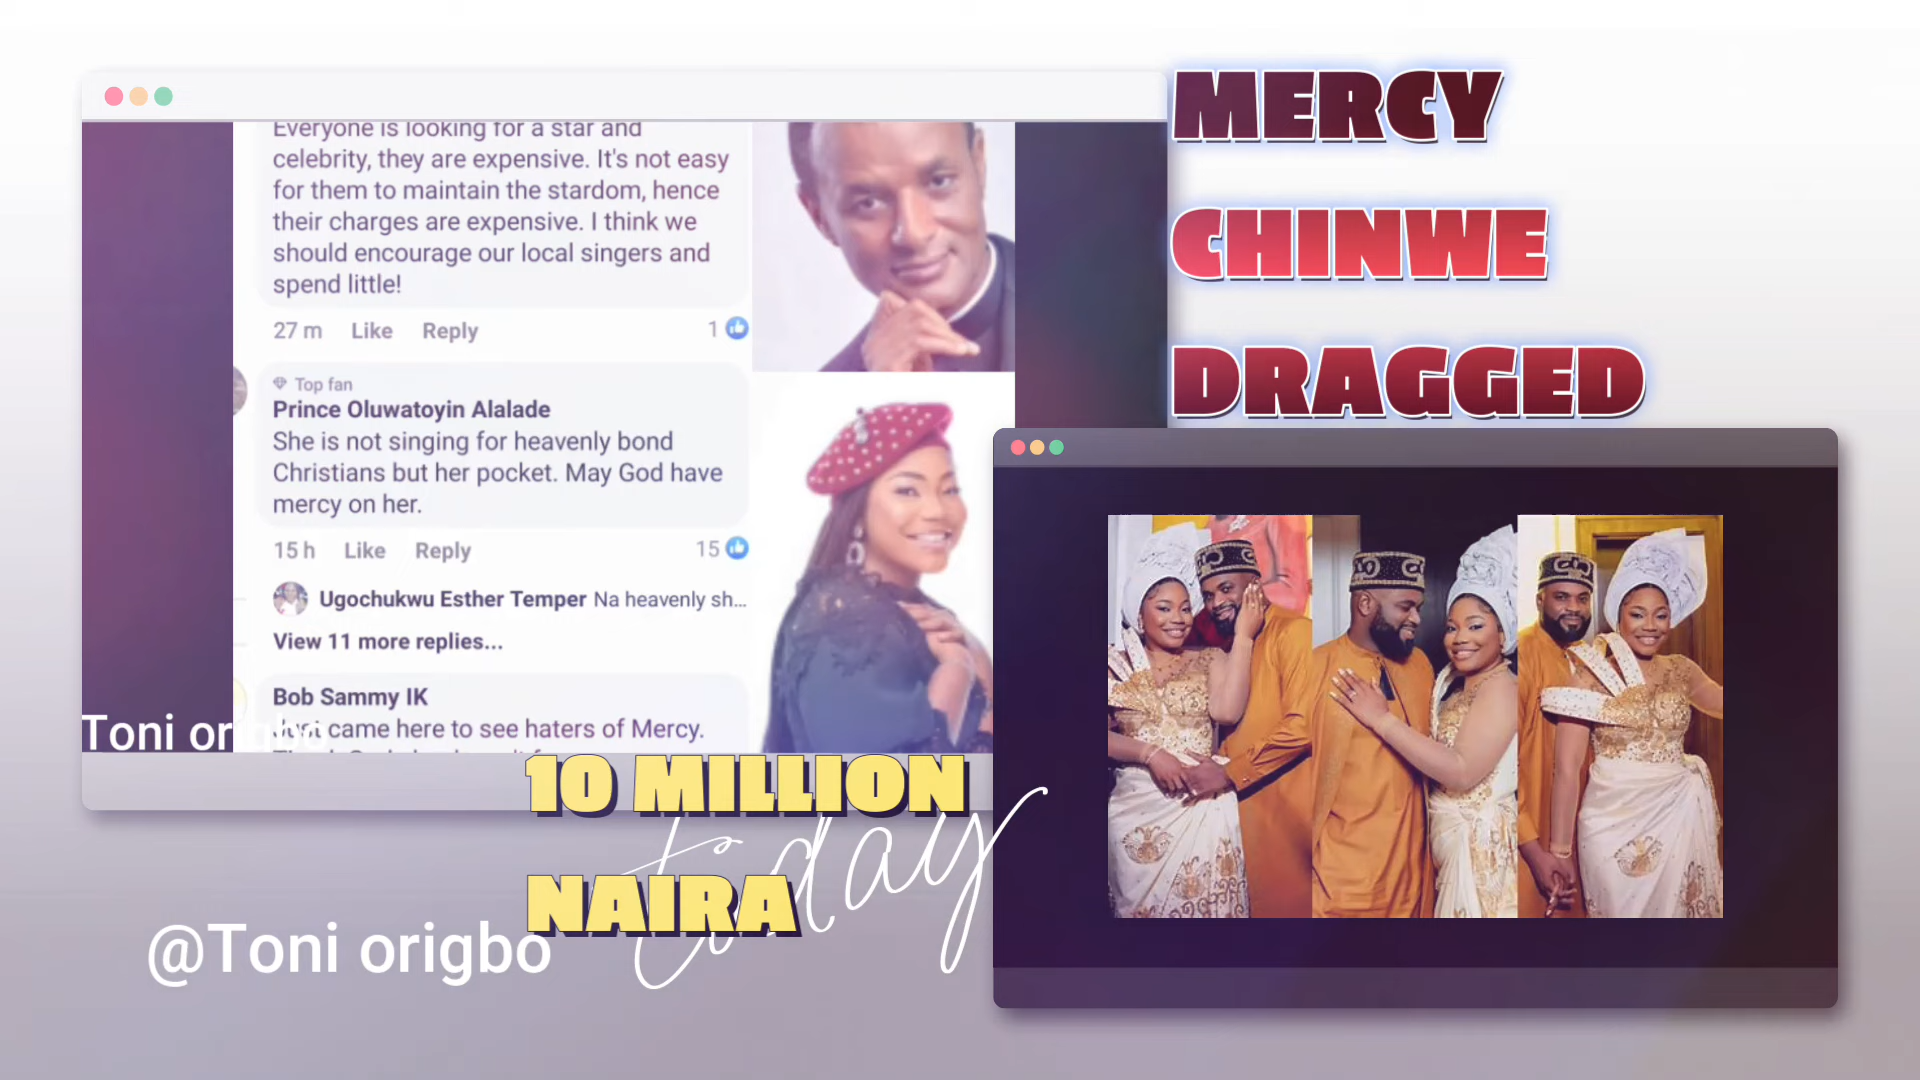 Everyone is looking for a star and
celebrity, they are expensive. It's not easy
for them to maintain the stardom, hence
their charges are expensive. I think we
should encourage our local singers and
spend little!
27 m Like Reply 1
Top fan
Prince Oluwatoyin Alalade
She is not singing for heavenly bond
Christians but her pocket. May God have
mercy on her.
15 h Like Reply 15
Ugochukwu Esther Temper Na heavenly sh...
View 11 more replies...
Bob Sammy IK
Just came here to see haters of Mercy.
Toni origbo
MERCY
CHINWE
DRAGGED
10 MILLION
NAIRA
today
@Toni origbo